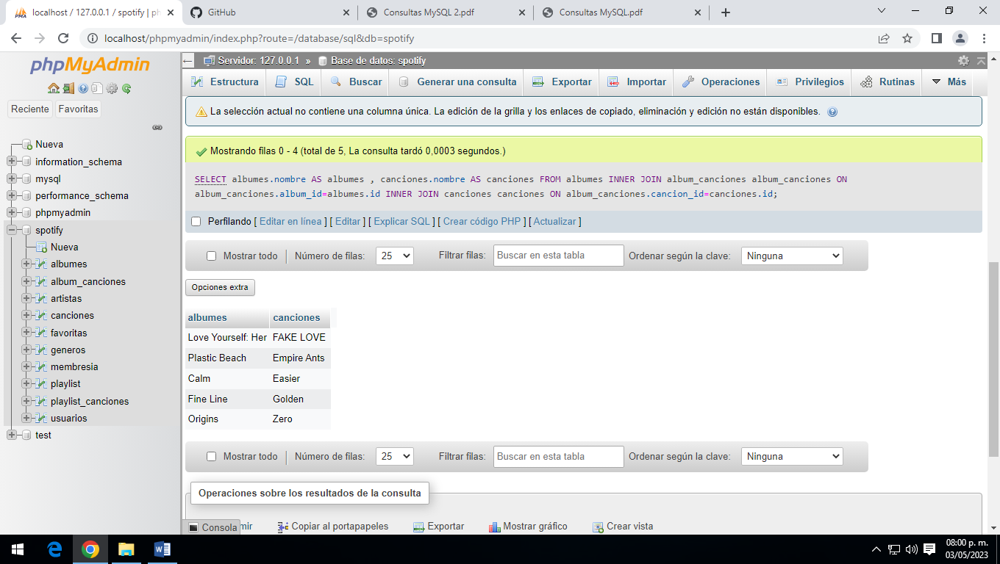 localhost / 127.0.0.1 / spotify | ph
GitHub
Consultas MySQL 2.pdf
Consultas MySQL.pdf
localhost/phpmyadmin/index.php?route=/database/sql&db=spotify
phpMyAdmin
Reciente
Favoritas
Nueva
information_schema
mysql
performance_schema
phpmyadmin
spotify
Nueva
albumes
album_canciones
artistas
canciones
favoritas
generos
membresia
playlist
playlist_canciones
usuarios
test
Servidor: 127.0.0.1 » Base de datos: spotify
Estructura SQL Buscar Generar una consulta Exportar Importar Operaciones Privilegios Rutinas Más
La selección actual no contiene una columna única. La edición de la grilla y los enlaces de copiado, eliminación y edición no están disponibles.
Mostrando filas 0 - 4 (total de 5, La consulta tardó 0,0003 segundos.)
SELECT albumes.nombre AS albumes , canciones.nombre AS canciones FROM albumes INNER JOIN album_canciones album_canciones ON
album_canciones.album_id=albumes.id INNER JOIN canciones canciones ON album_canciones.cancion_id=canciones.id;
Perfilando [ Editar en línea ] [ Editar ] [ Explicar SQL ] [ Crear código PHP ] [ Actualizar ]
Mostrar todo | Número de filas: 25 Filtrar filas: Buscar en esta tabla Ordenar según la clave: Ninguna
Opciones extra
albumes canciones
Love Yourself: Her FAKE LOVE
Plastic Beach Empire Ants
Calm Easier
Fine Line Golden
Origins Zero
Mostrar todo | Número de filas: 25 Filtrar filas: Buscar en esta tabla Ordenar según la clave: Ninguna
Operaciones sobre los resultados de la consulta
Consola mir Copiar al portapapeles Exportar Mostrar gráfico Crear vista
08:00 p. m.
03/05/2023